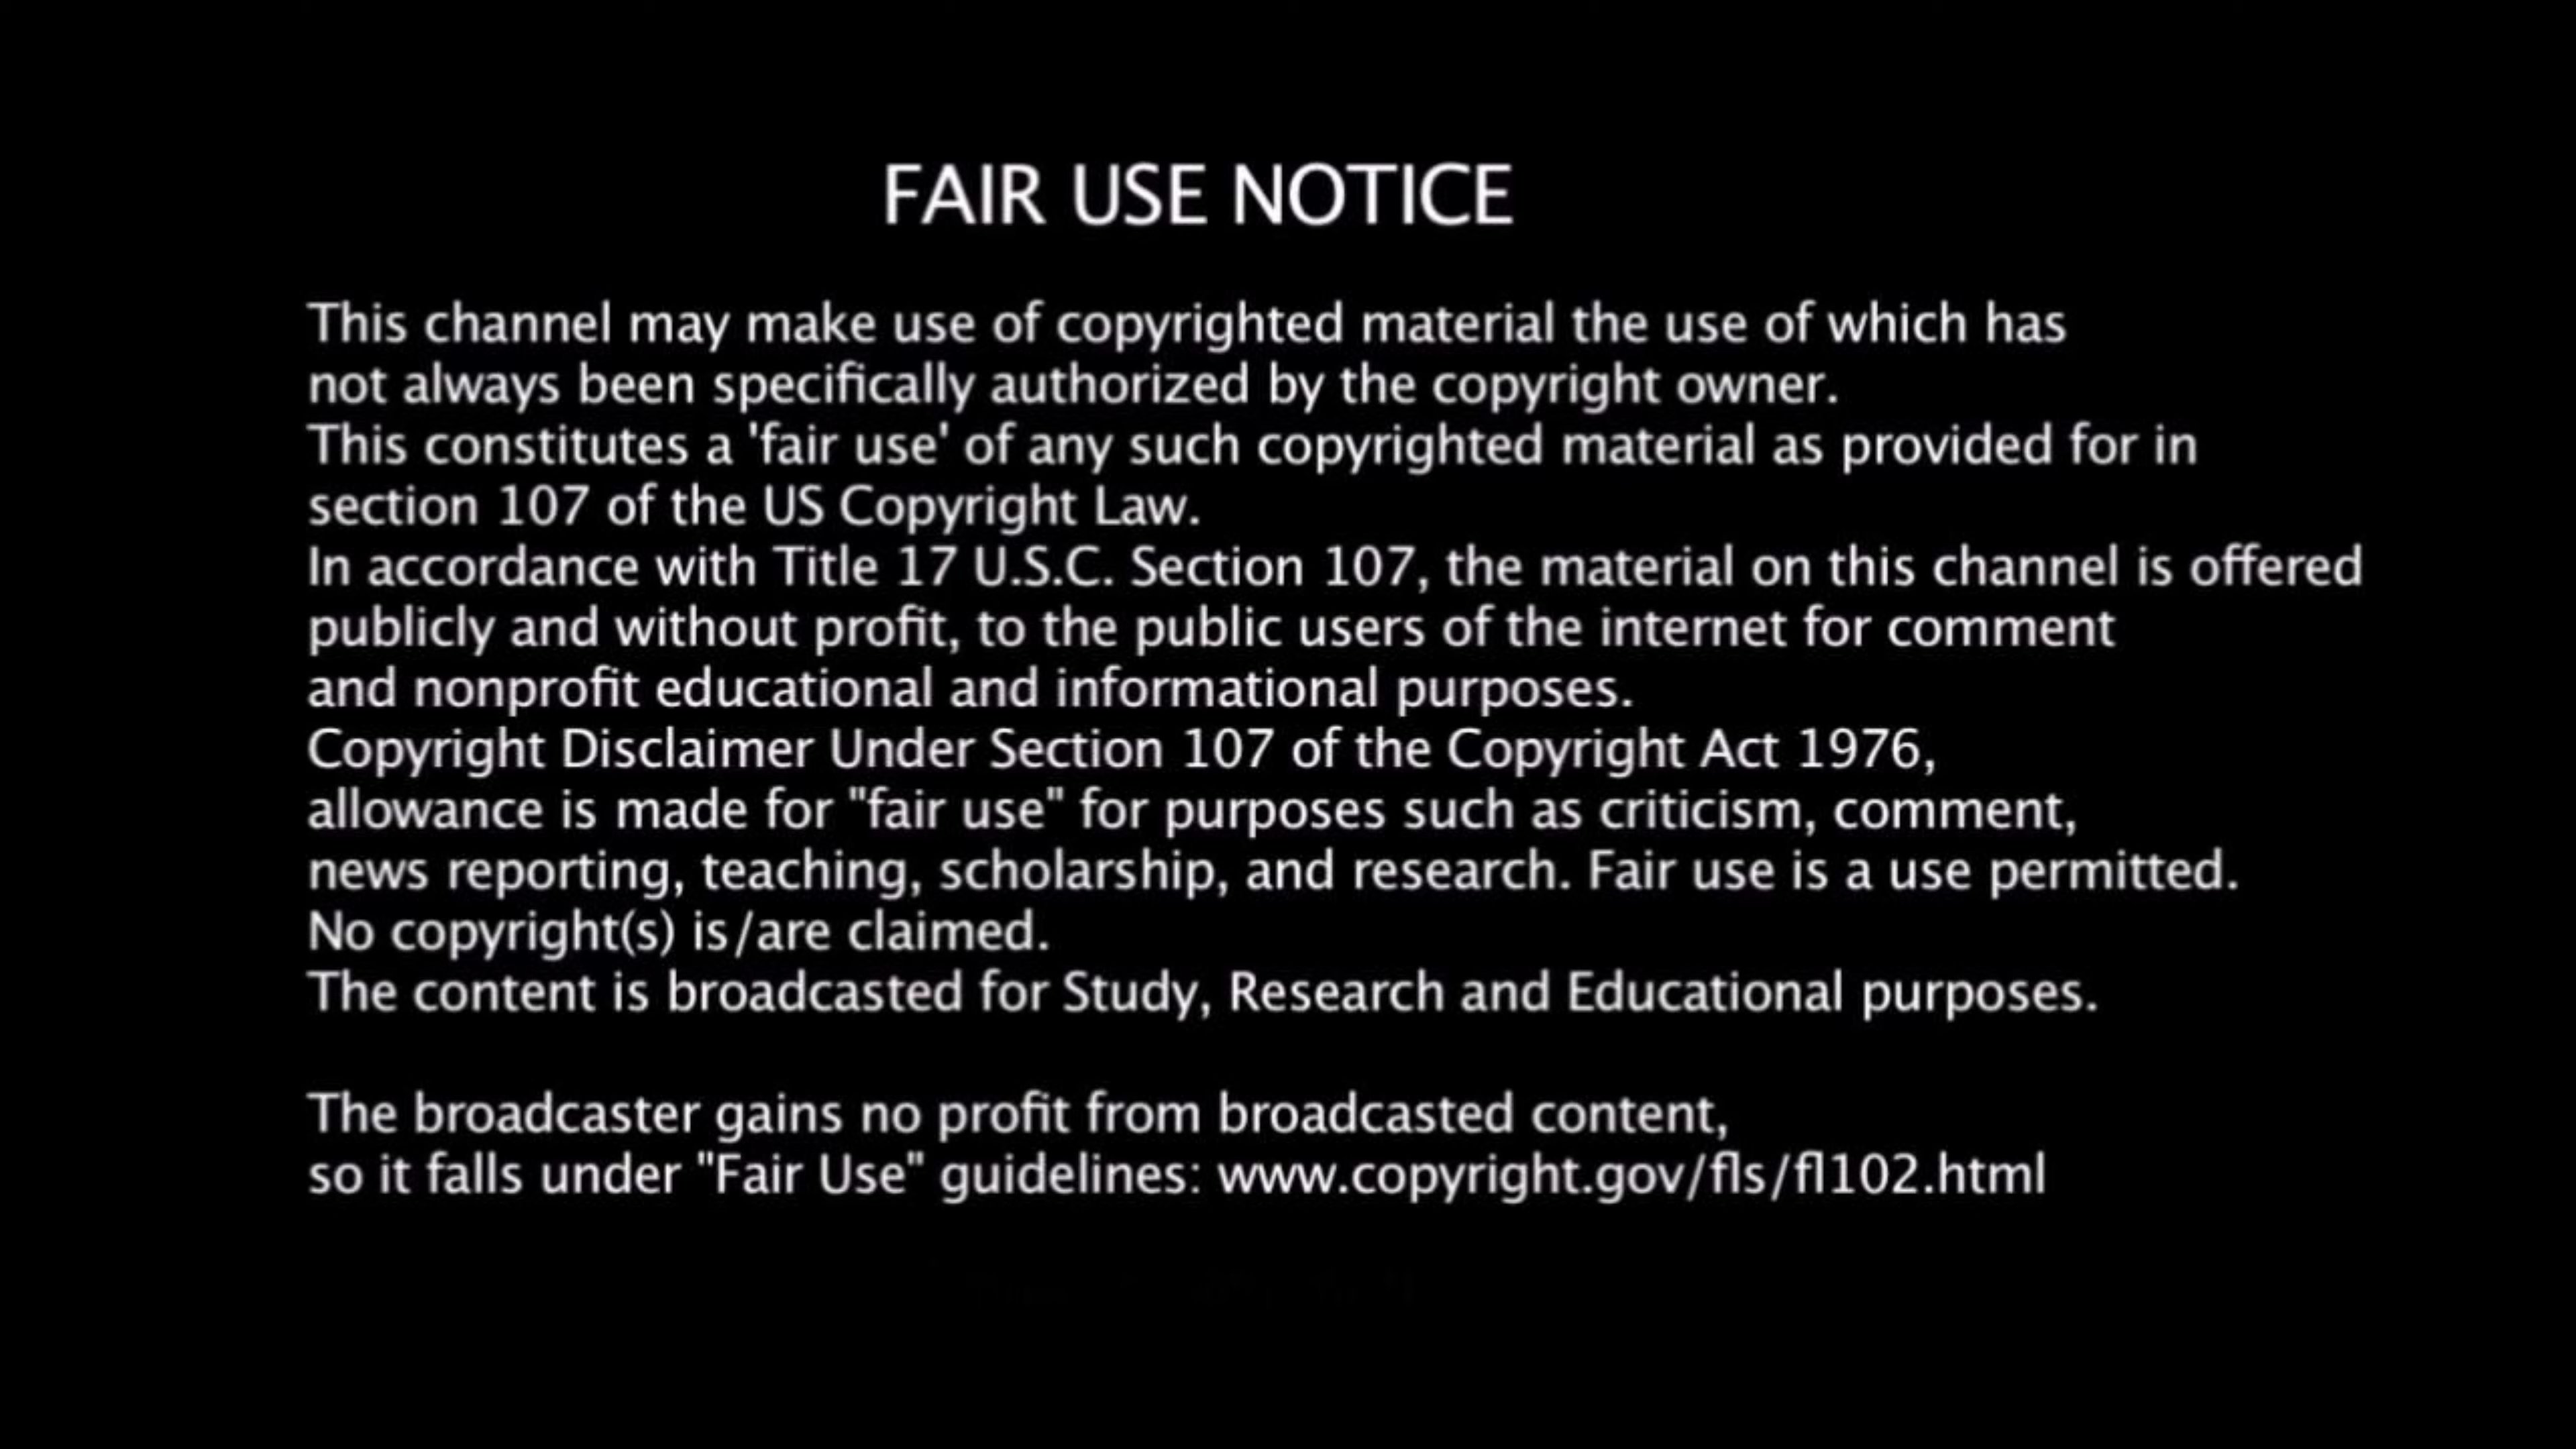 FAIR USE NOTICE
This channel may make use of copyrighted material the use of which has
not always been specifically authorized by the copyright owner.
This constitutes a 'fair use' of any such copyrighted material as provided for in
section 107 of the US Copyright Law.
In accordance with Title 17 U.S.C. Section 107, the material on this channel is offered
publicly and without profit, to the public users of the internet for comment
and nonprofit educational and informational purposes.
Copyright Disclaimer Under Section 107 of the Copyright Act 1976,
allowance is made for "fair use" for purposes such as criticism, comment,
news reporting, teaching, scholarship, and research. Fair use is a use permitted.
No copyright(s) is/are claimed.
The content is broadcasted for Study, Research and Educational purposes.
The broadcaster gains no profit from broadcasted content,
so it falls under "Fair Use" guidelines: www.copyright.gov/fls/fl102.html